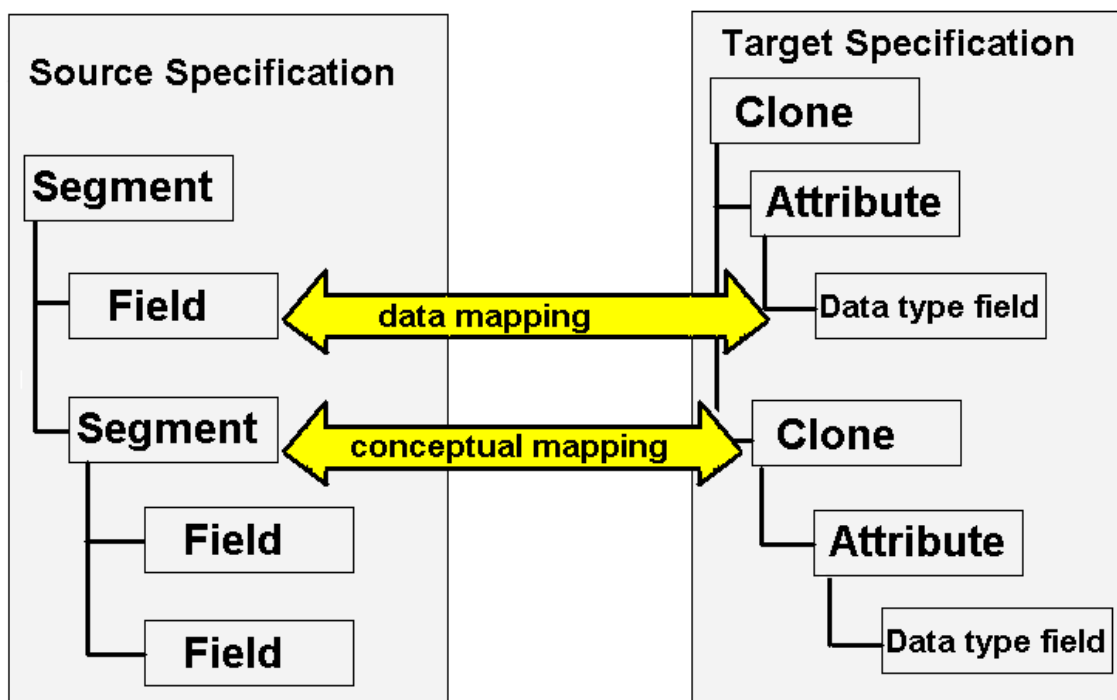 Source Specification
Segment
Field
Segment
Field
Field
data mapping
conceptual mapping
Target Specification
Clone
Attribute
Data type field
Clone
Attribute
Data type field